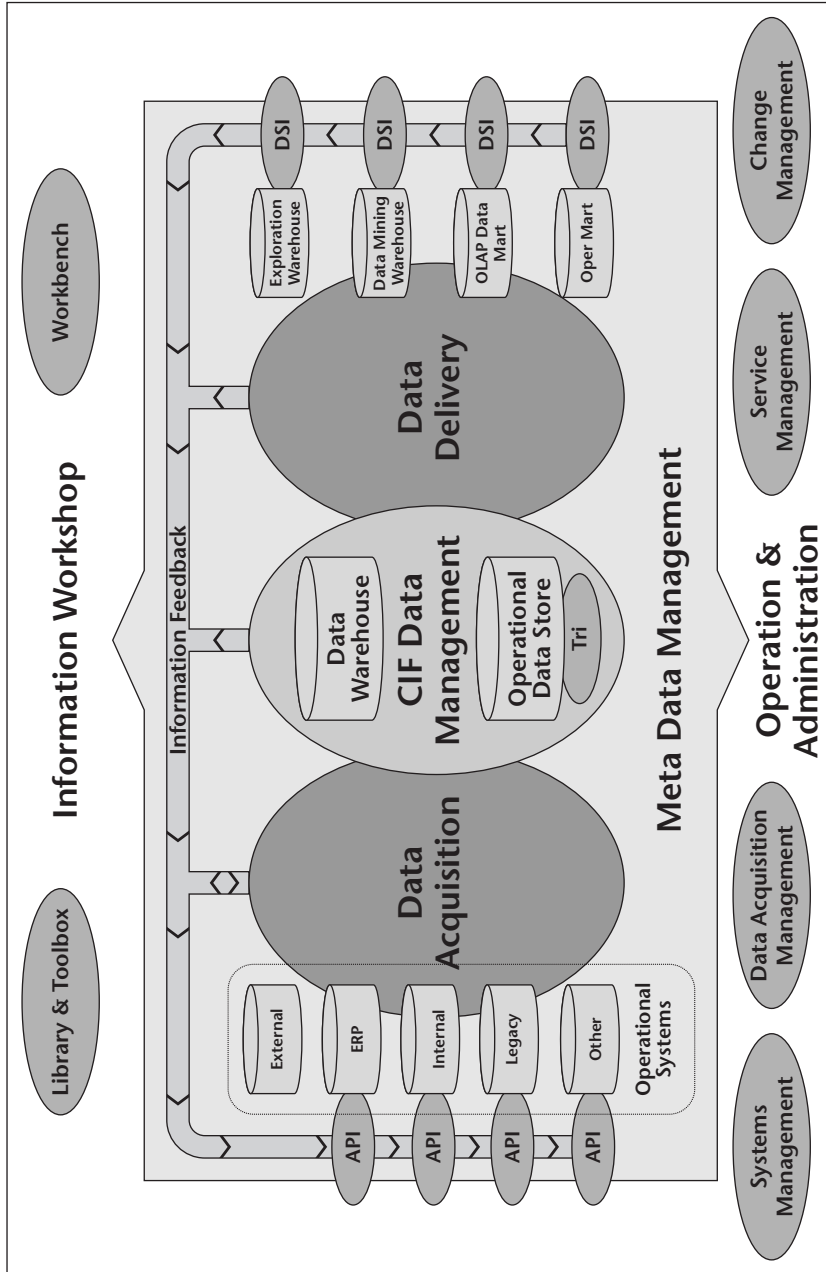 Information Workshop
Library & Toolbox
Workbench
Information Feedback
External
ERP
Internal
Legacy
Other
Operational
Systems
API
API
API
API
Data
Acquisition
Data
Warehouse
CIF Data
Management
Operational
Data Store
Tri
Data
Delivery
Exploration
Warehouse
Data Mining
Warehouse
OLAP Data
Mart
Oper Mart
DSI
DSI
DSI
DSI
Meta Data Management
Operation &
Administration
Systems
Management
Data Acquisition
Management
Service
Management
Change
Management